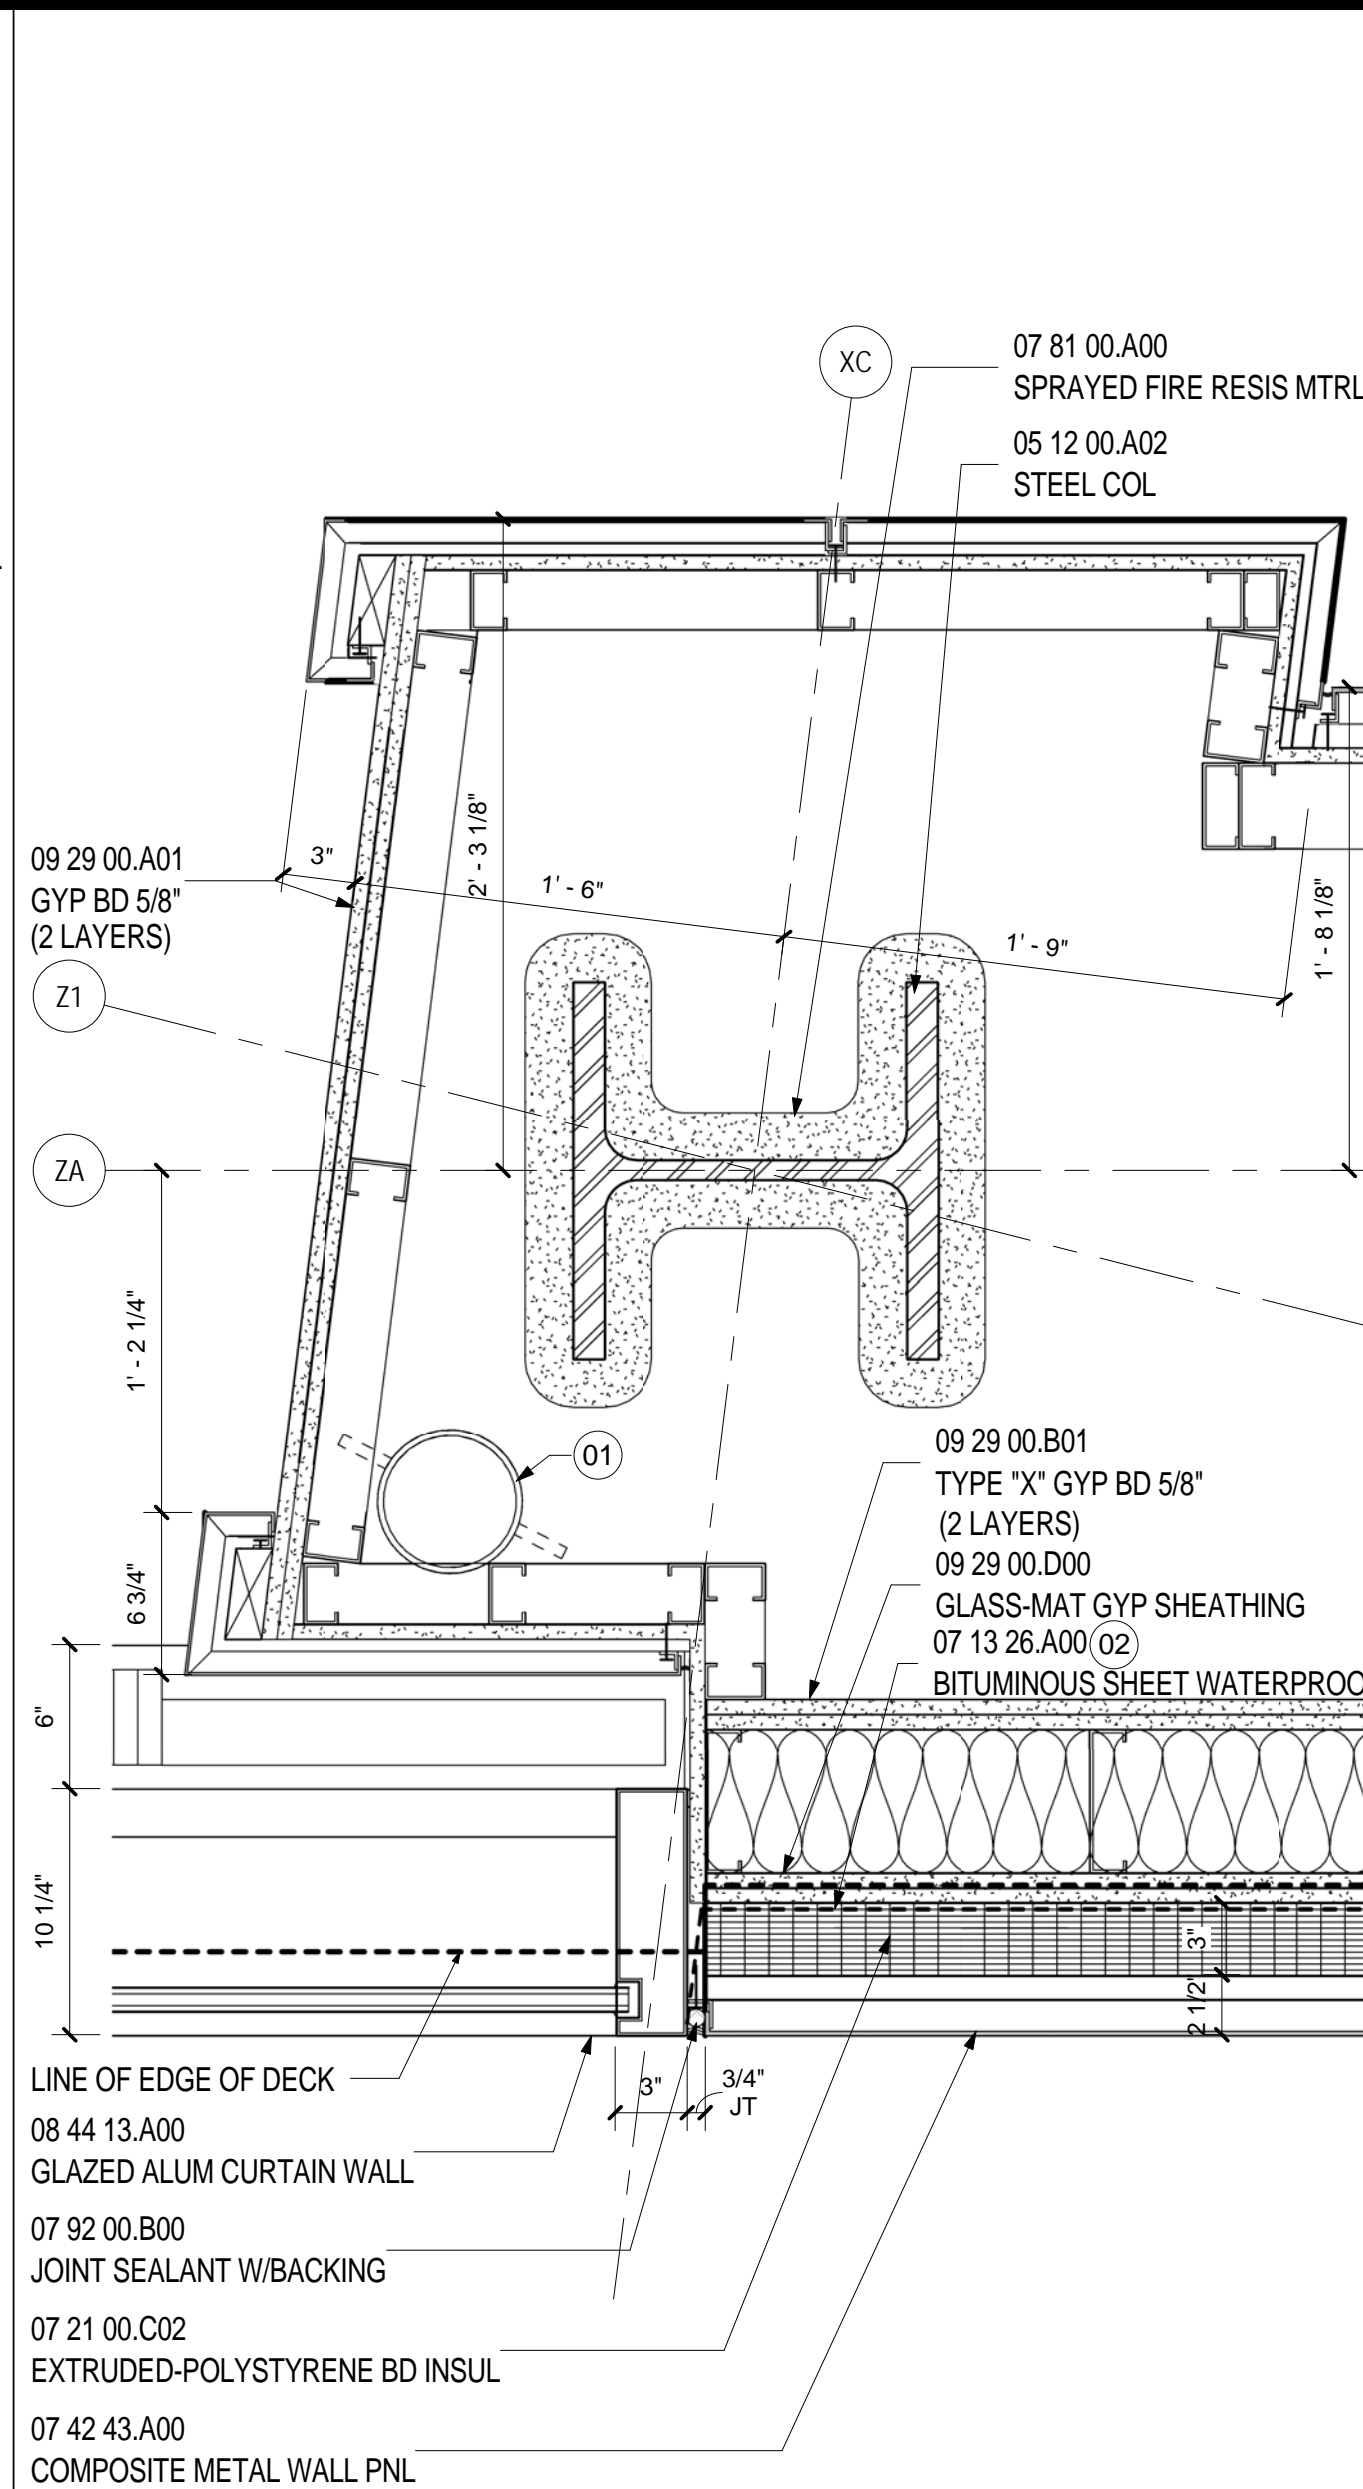 XC
07 81 00.A00
SPRAYED FIRE RESIS MTRL
05 12 00.A02
STEEL COL
09 29 00.A01
GYP BD 5/8"
(2 LAYERS)
3"
2' - 3 1/8"
1' - 6"
1' - 9"
1' - 8 1/8"
Z1
ZA
1' - 2 1/4"
6 3/4"
6"
10 1/4"
01
09 29 00.B01
TYPE "X" GYP BD 5/8"
(2 LAYERS)
09 29 00.D00
GLASS-MAT GYP SHEATHING
07 13 26.A00 02
BITUMINOUS SHEET WATERPROO
3"
2 1/2"
3"
3/4"
JT
LINE OF EDGE OF DECK
08 44 13.A00
GLAZED ALUM CURTAIN WALL
07 92 00.B00
JOINT SEALANT W/BACKING
07 21 00.C02
EXTRUDED-POLYSTYRENE BD INSUL
07 42 43.A00
COMPOSITE METAL WALL PNL